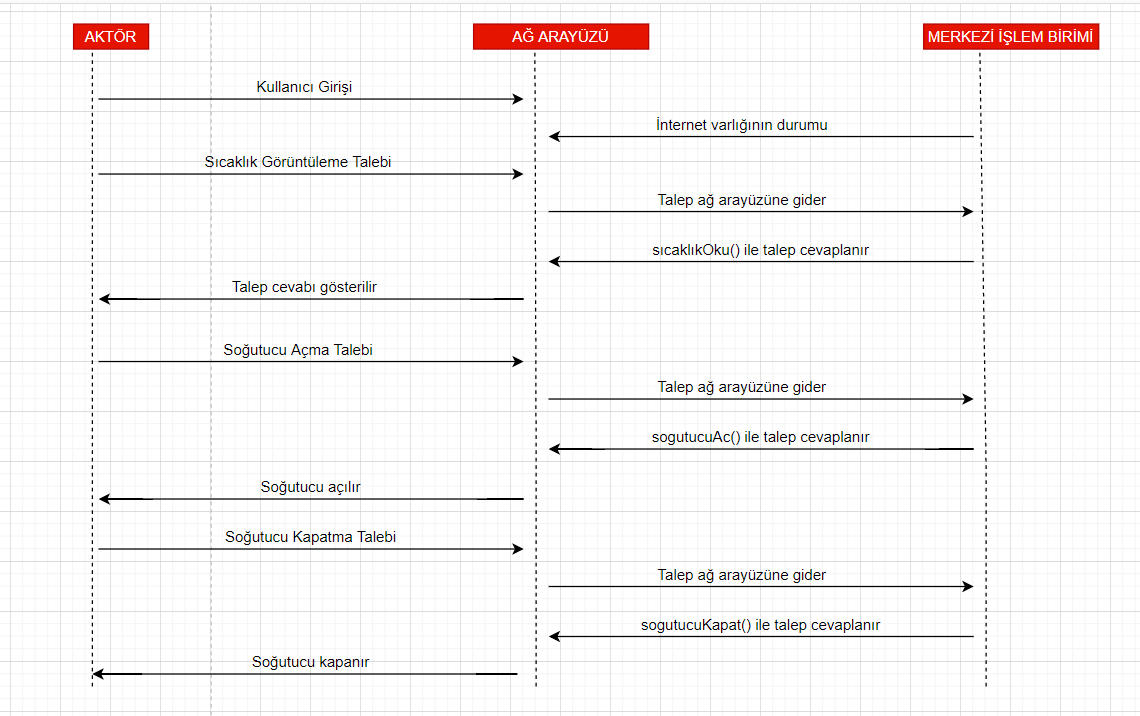 AKTÖR
AĞ ARAYÜZÜ
MERKEZİ İŞLEM BİRİMİ
Kullanıcı Girişi
İnternet varlığının durumu
Sıcaklık Görüntüleme Talebi
Talep ağ arayüzüne gider
sıcaklıkOku() ile talep cevaplanır
Talep cevabı gösterilir
Soğutucu Açma Talebi
Talep ağ arayüzüne gider
sogutucuAc() ile talep cevaplanır
Soğutucu açılır
Soğutucu Kapatma Talebi
Talep ağ arayüzüne gider
sogutucuKapat() ile talep cevaplanır
Soğutucu kapanır